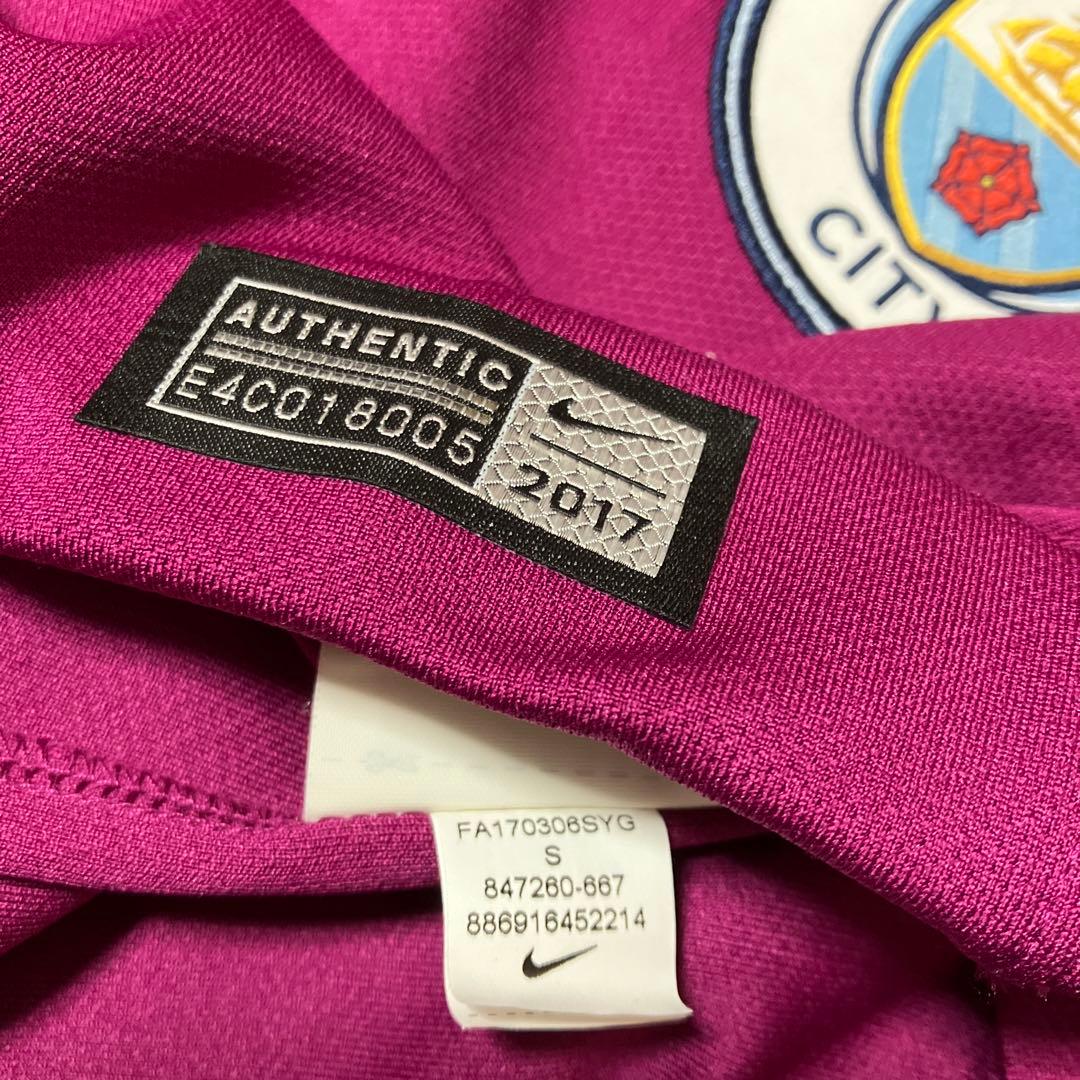 CITY
AUTHENTIC
E4C018005
2017
FA170306SYG
S
847260-667
886916452214